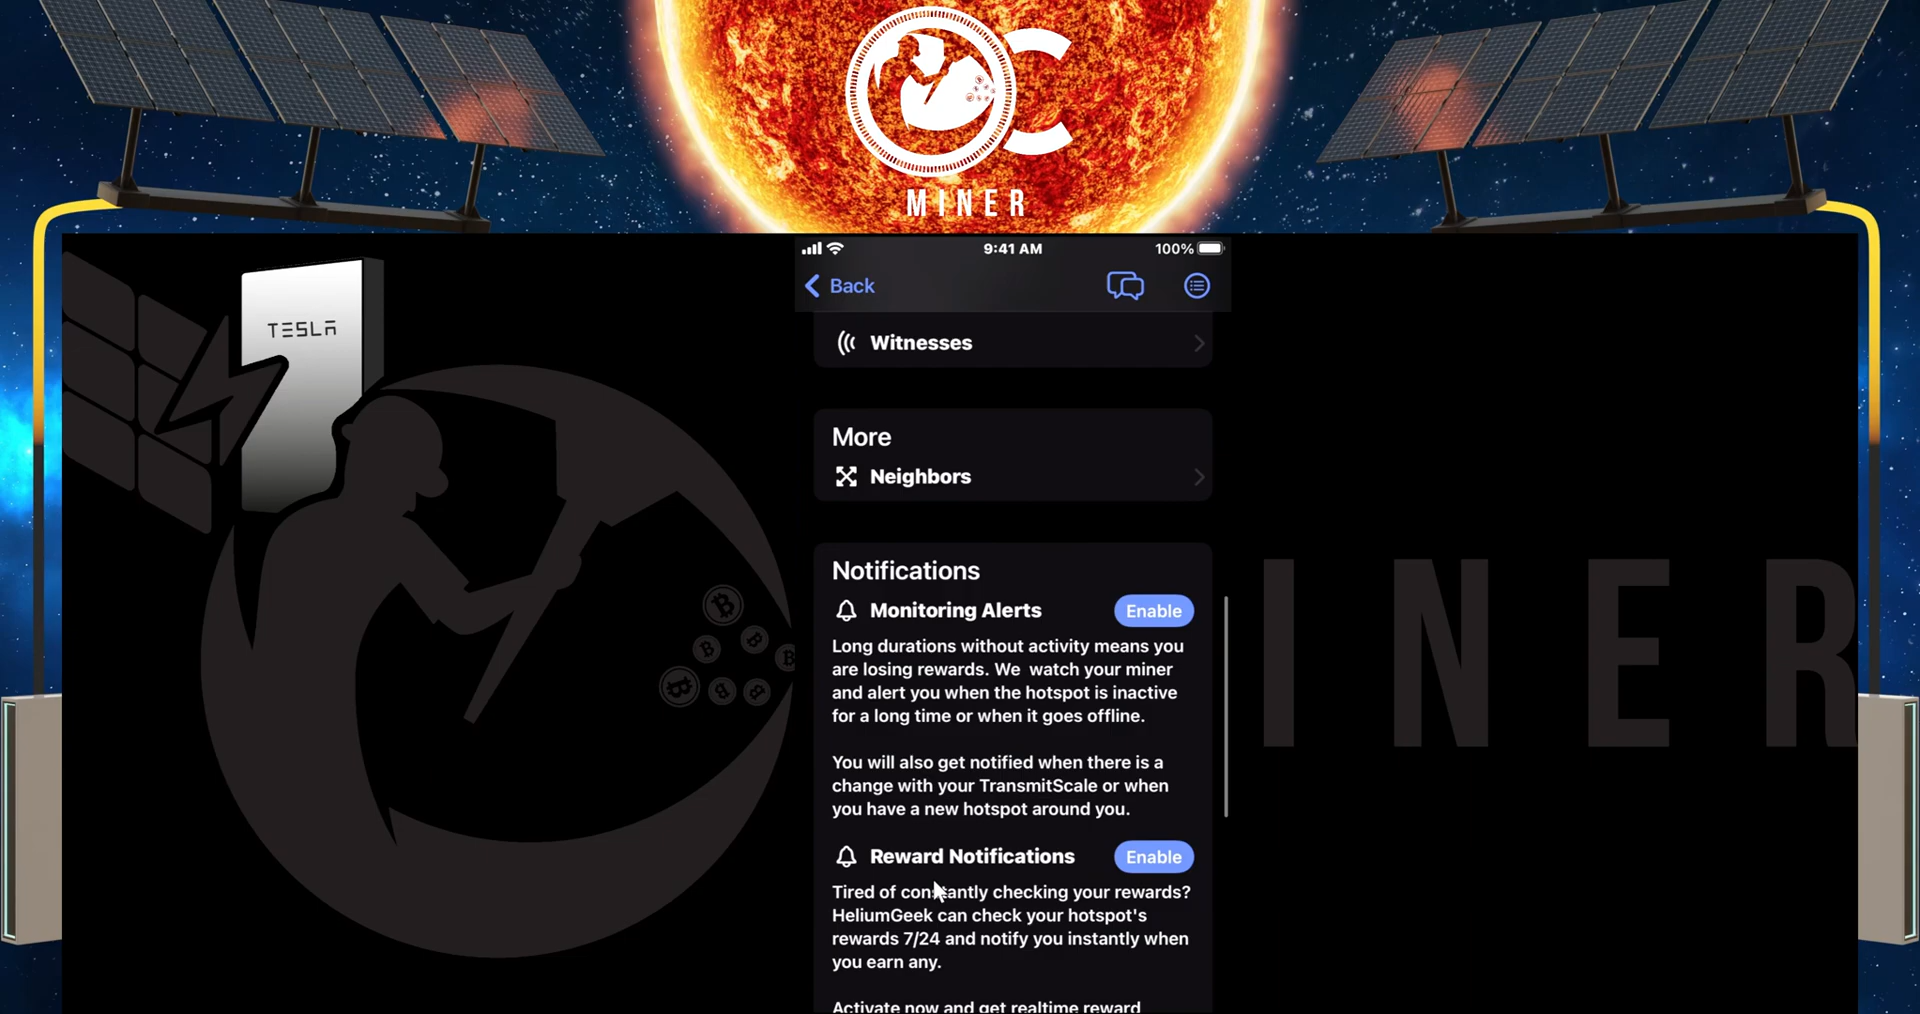 C
MINER
9:41 AM
100%
Back
TESLA
Witnesses
More
Neighbors
INER
Notifications
Monitoring Alerts
Enable
Long durations without activity means you
are losing rewards. We watch your miner
and alert you when the hotspot is inactive
for a long time or when it goes offline.
You will also get notified when there is a
change with your TransmitScale or when
you have a new hotspot around you.
Reward Notifications
Enable
Tired of constantly checking your rewards?
HeliumGeek can check your hotspot's
rewards 7/24 and notify you instantly when
you earn any.
Activate now and get realtime reward